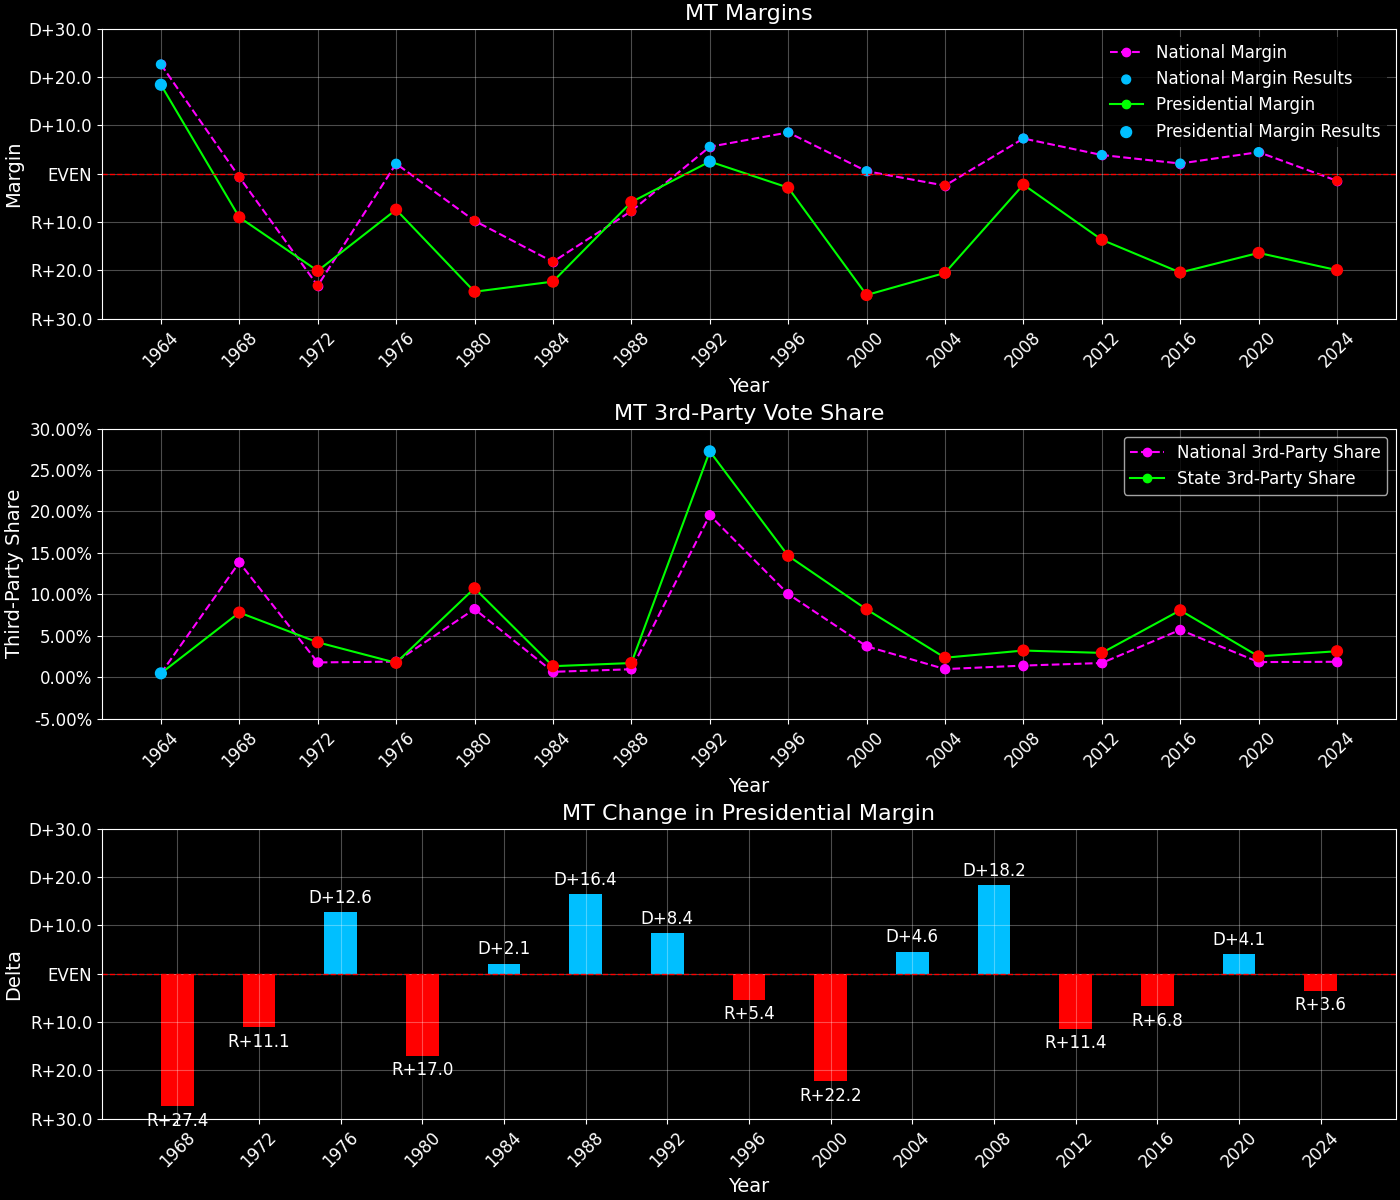 MT Margins
D+30.0
D+20.0
D+10.0
EVEN
R+10.0
R+20.0
R+30.0
Margin
National Margin
National Margin Results
Presidential Margin
Presidential Margin Results
1964 1968 1972 1976 1980 1984 1988 1992 1996 2000 2004 2008 2012 2016 2020 2024
Year
MT 3rd-Party Vote Share
30.00%
25.00%
20.00%
15.00%
10.00%
5.00%
0.00%
-5.00%
Third-Party Share
National 3rd-Party Share
State 3rd-Party Share
1964 1968 1972 1976 1980 1984 1988 1992 1996 2000 2004 2008 2012 2016 2020 2024
Year
MT Change in Presidential Margin
D+30.0
D+20.0
D+10.0
EVEN
R+10.0
R+20.0
R+30.0
Delta
R+27.4
R+11.1
D+12.6
R+17.0
D+2.1
D+16.4
D+8.4
R+5.4
R+22.2
D+4.6
D+18.2
R+11.4
R+6.8
D+4.1
R+3.6
1968 1972 1976 1980 1984 1988 1992 1996 2000 2004 2008 2012 2016 2020 2024
Year